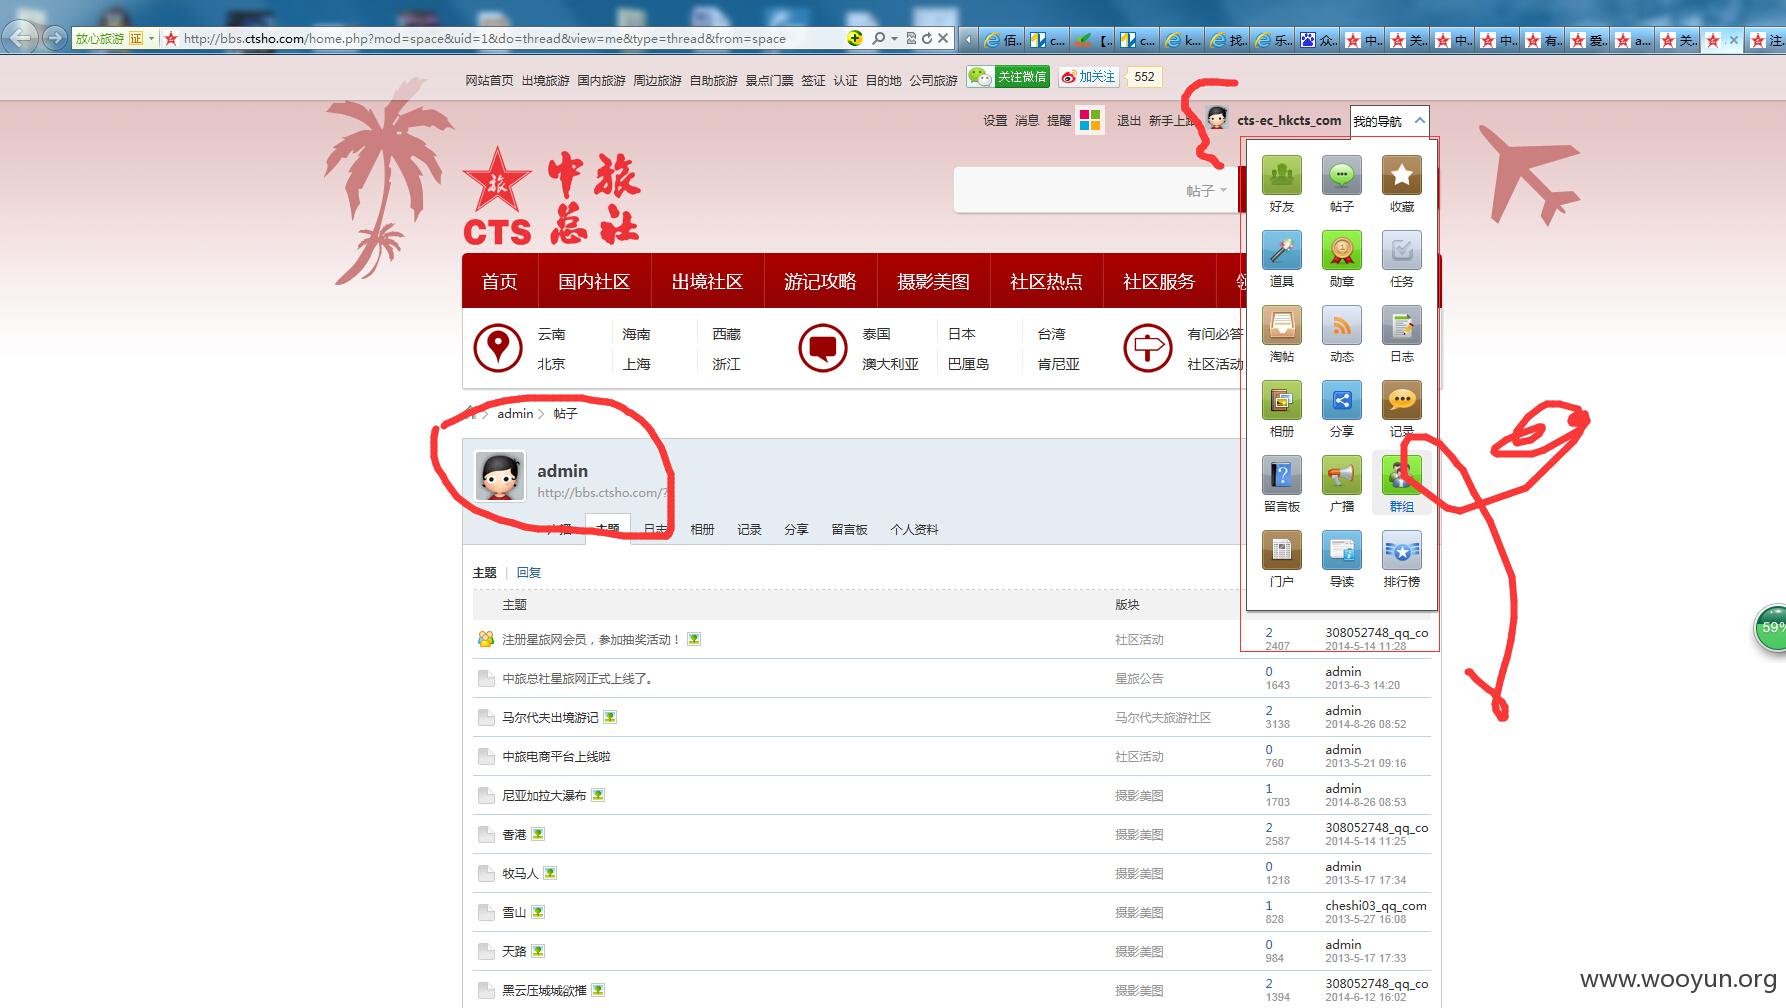 放心旅游 证 http://bbs.ctsho.com/home.php?mod=space&uid=1&do=thread&view=me&type=thread&from=space
佰.. c... 【.. c... k... 找.. 乐.. 众.. 中.. 关.. 中.. 中.. 有.. 爱.. a... 关.. 注.
网站首页 出境旅游 国内旅游 周边旅游 自助旅游 景点门票 签证 认证 目的地 公司旅游 关注微信 加关注 552
设置 消息 提醒 退出 新手上路 cts-ec_hkcts_com 我的导航
旅 中旅
CTS 总社
帖子
好友 帖子 收藏
道具 勋章 任务
淘帖 动态 日志
相册 分享 记录
留言板 广播 群组
门户 导读 排行榜
首页 国内社区 出境社区 游记攻略 摄影美图 社区热点 社区服务
云南 海南 西藏 泰国 日本 台湾 有问必答
北京 上海 浙江 澳大利亚 巴厘岛 肯尼亚 社区活动
admin 帖子
admin
http://bbs.ctsho.com/?
广播 主题 日志 相册 记录 分享 留言板 个人资料
主题 回复
主题 版块
注册星旅网会员，参加抽奖活动！ 社区活动 2 308052748_qq_co
2407 2014-5-14 11:28
中旅总社星旅网正式上线了。 星旅公告 0 admin
1643 2013-6-3 14:20
马尔代夫出境游记 马尔代夫旅游社区 2 admin
3138 2014-8-26 08:52
中旅电商平台上线啦 社区活动 0 admin
760 2013-5-21 09:16
尼亚加拉大瀑布 摄影美图 1 admin
1703 2014-8-26 08:53
香港 摄影美图 2 308052748_qq_co
2587 2014-5-14 11:25
牧马人 摄影美图 0 admin
1218 2013-5-17 17:34
雪山 摄影美图 1 cheshi03_qq_com
828 2013-5-27 16:08
天路 摄影美图 0 admin
984 2013-5-17 17:33
黑云压城城欲摧 摄影美图 2 308052748_qq_co
1394 2014-6-12 16:02
59%
www.wooyun.org